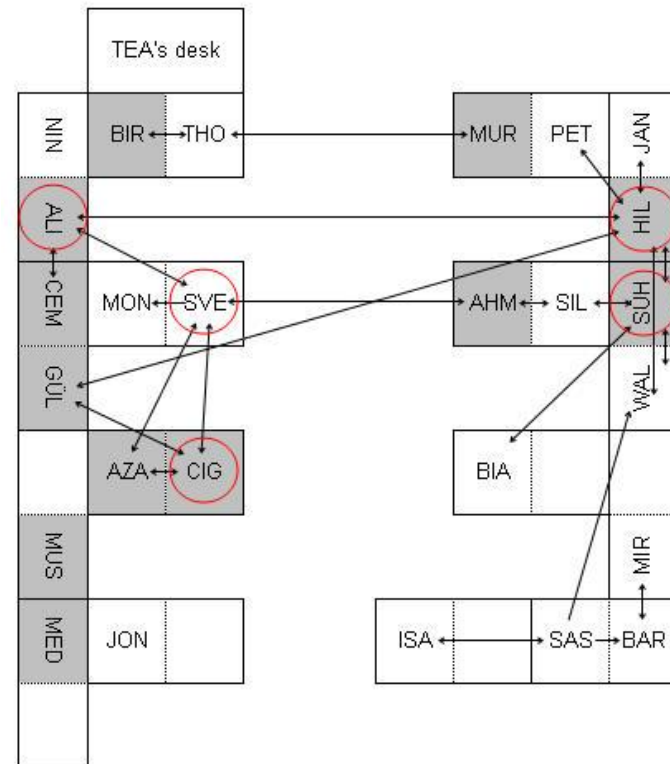 TEA's desk
NIN
BIR
THO
MUR
PET
JAN
ALI
HIL
CEM
MON
SVE
AHM
SIL
SUH
GÜL
WAL
AZA
CIG
BIA
MUS
MIR
MED
JON
ISA
SAS
BAR